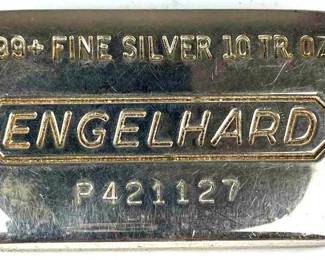 99+ FINE SILVER 10 TR OZ
ENGELHARD
P421127